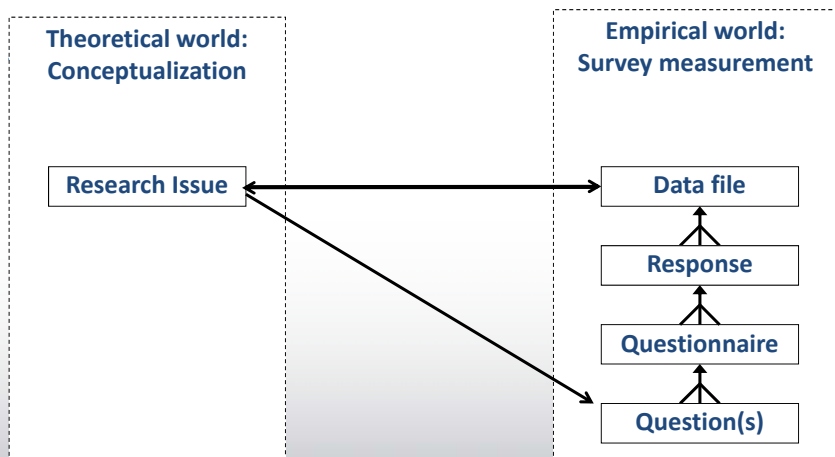 Theoretical world:
Conceptualization
Empirical world:
Survey measurement
Research Issue
Data file
Response
Questionnaire
Question(s)